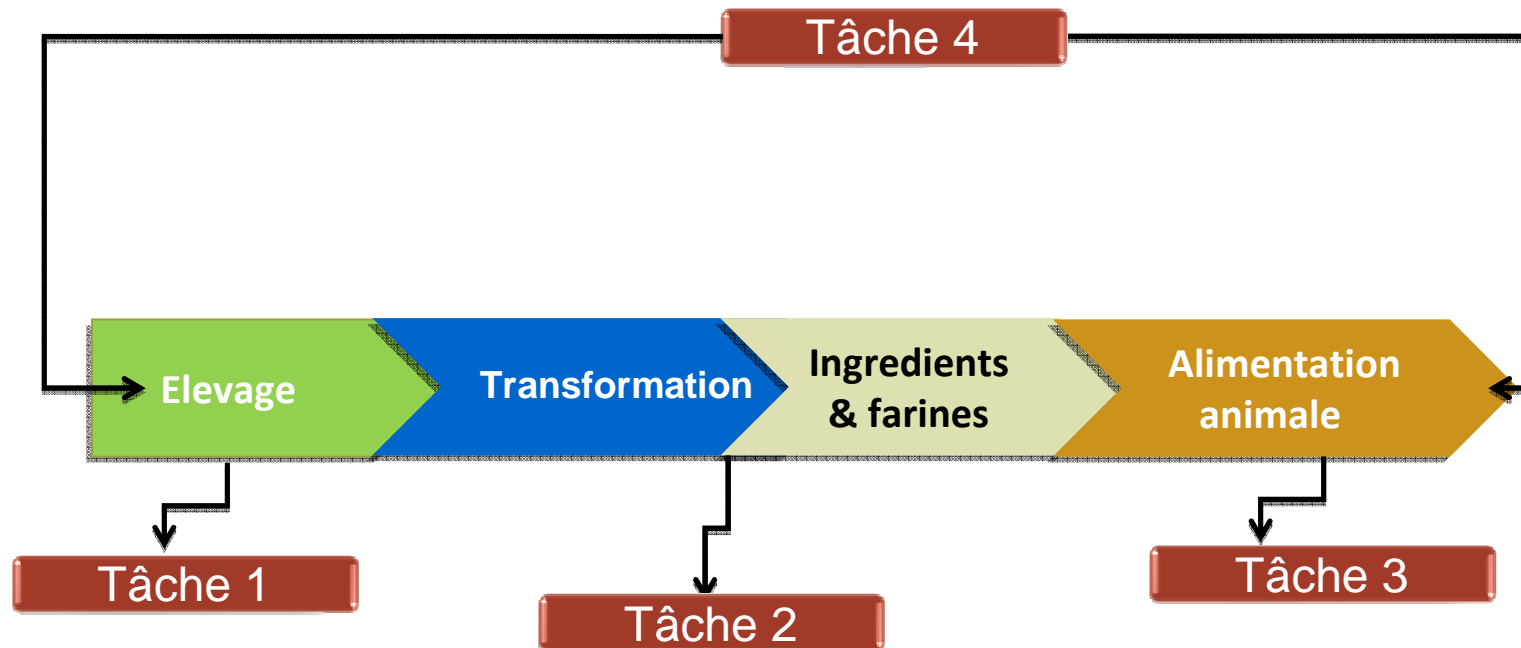 Tâche 4
Elevage
Transformation
Ingredients
& farines
Alimentation
animale
Tâche 1
Tâche 2
Tâche 3